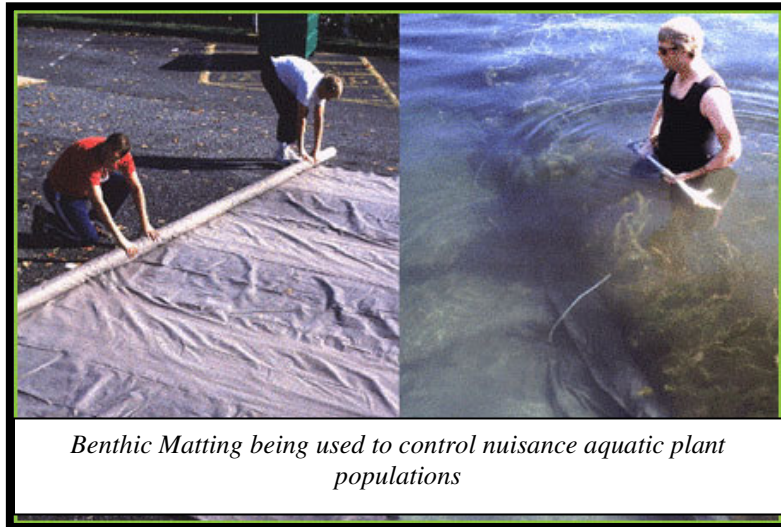 Benthic Matting being used to control nuisance aquatic plant
populations